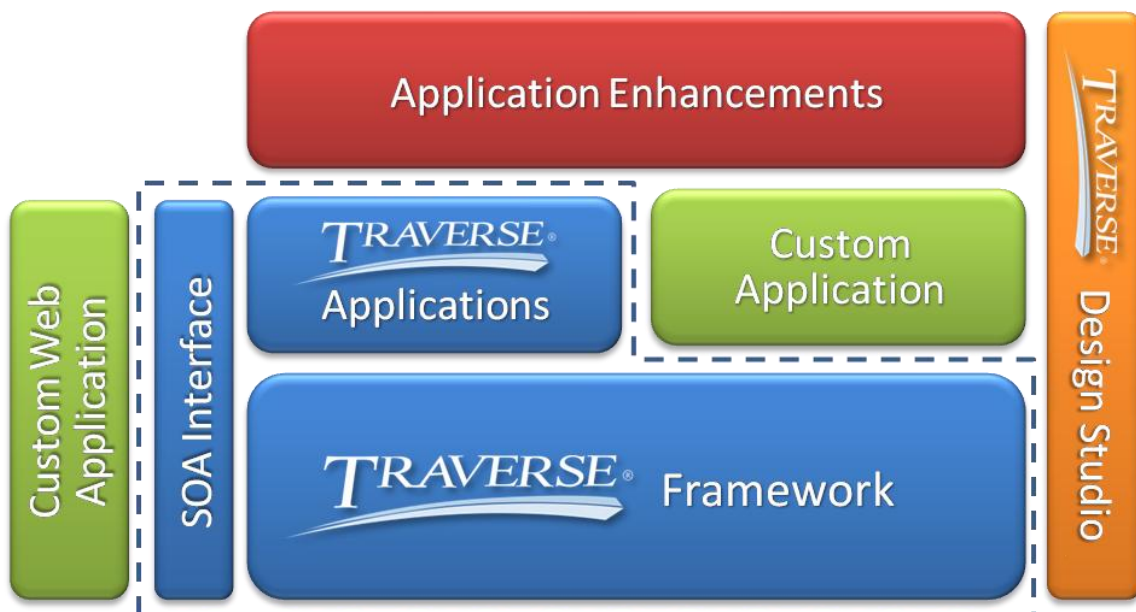 Application Enhancements
TRAVERSE®
Applications
Custom
Application
Custom Web
Application
SOA Interface
TRAVERSE® Framework
TRAVERSE® Design Studio